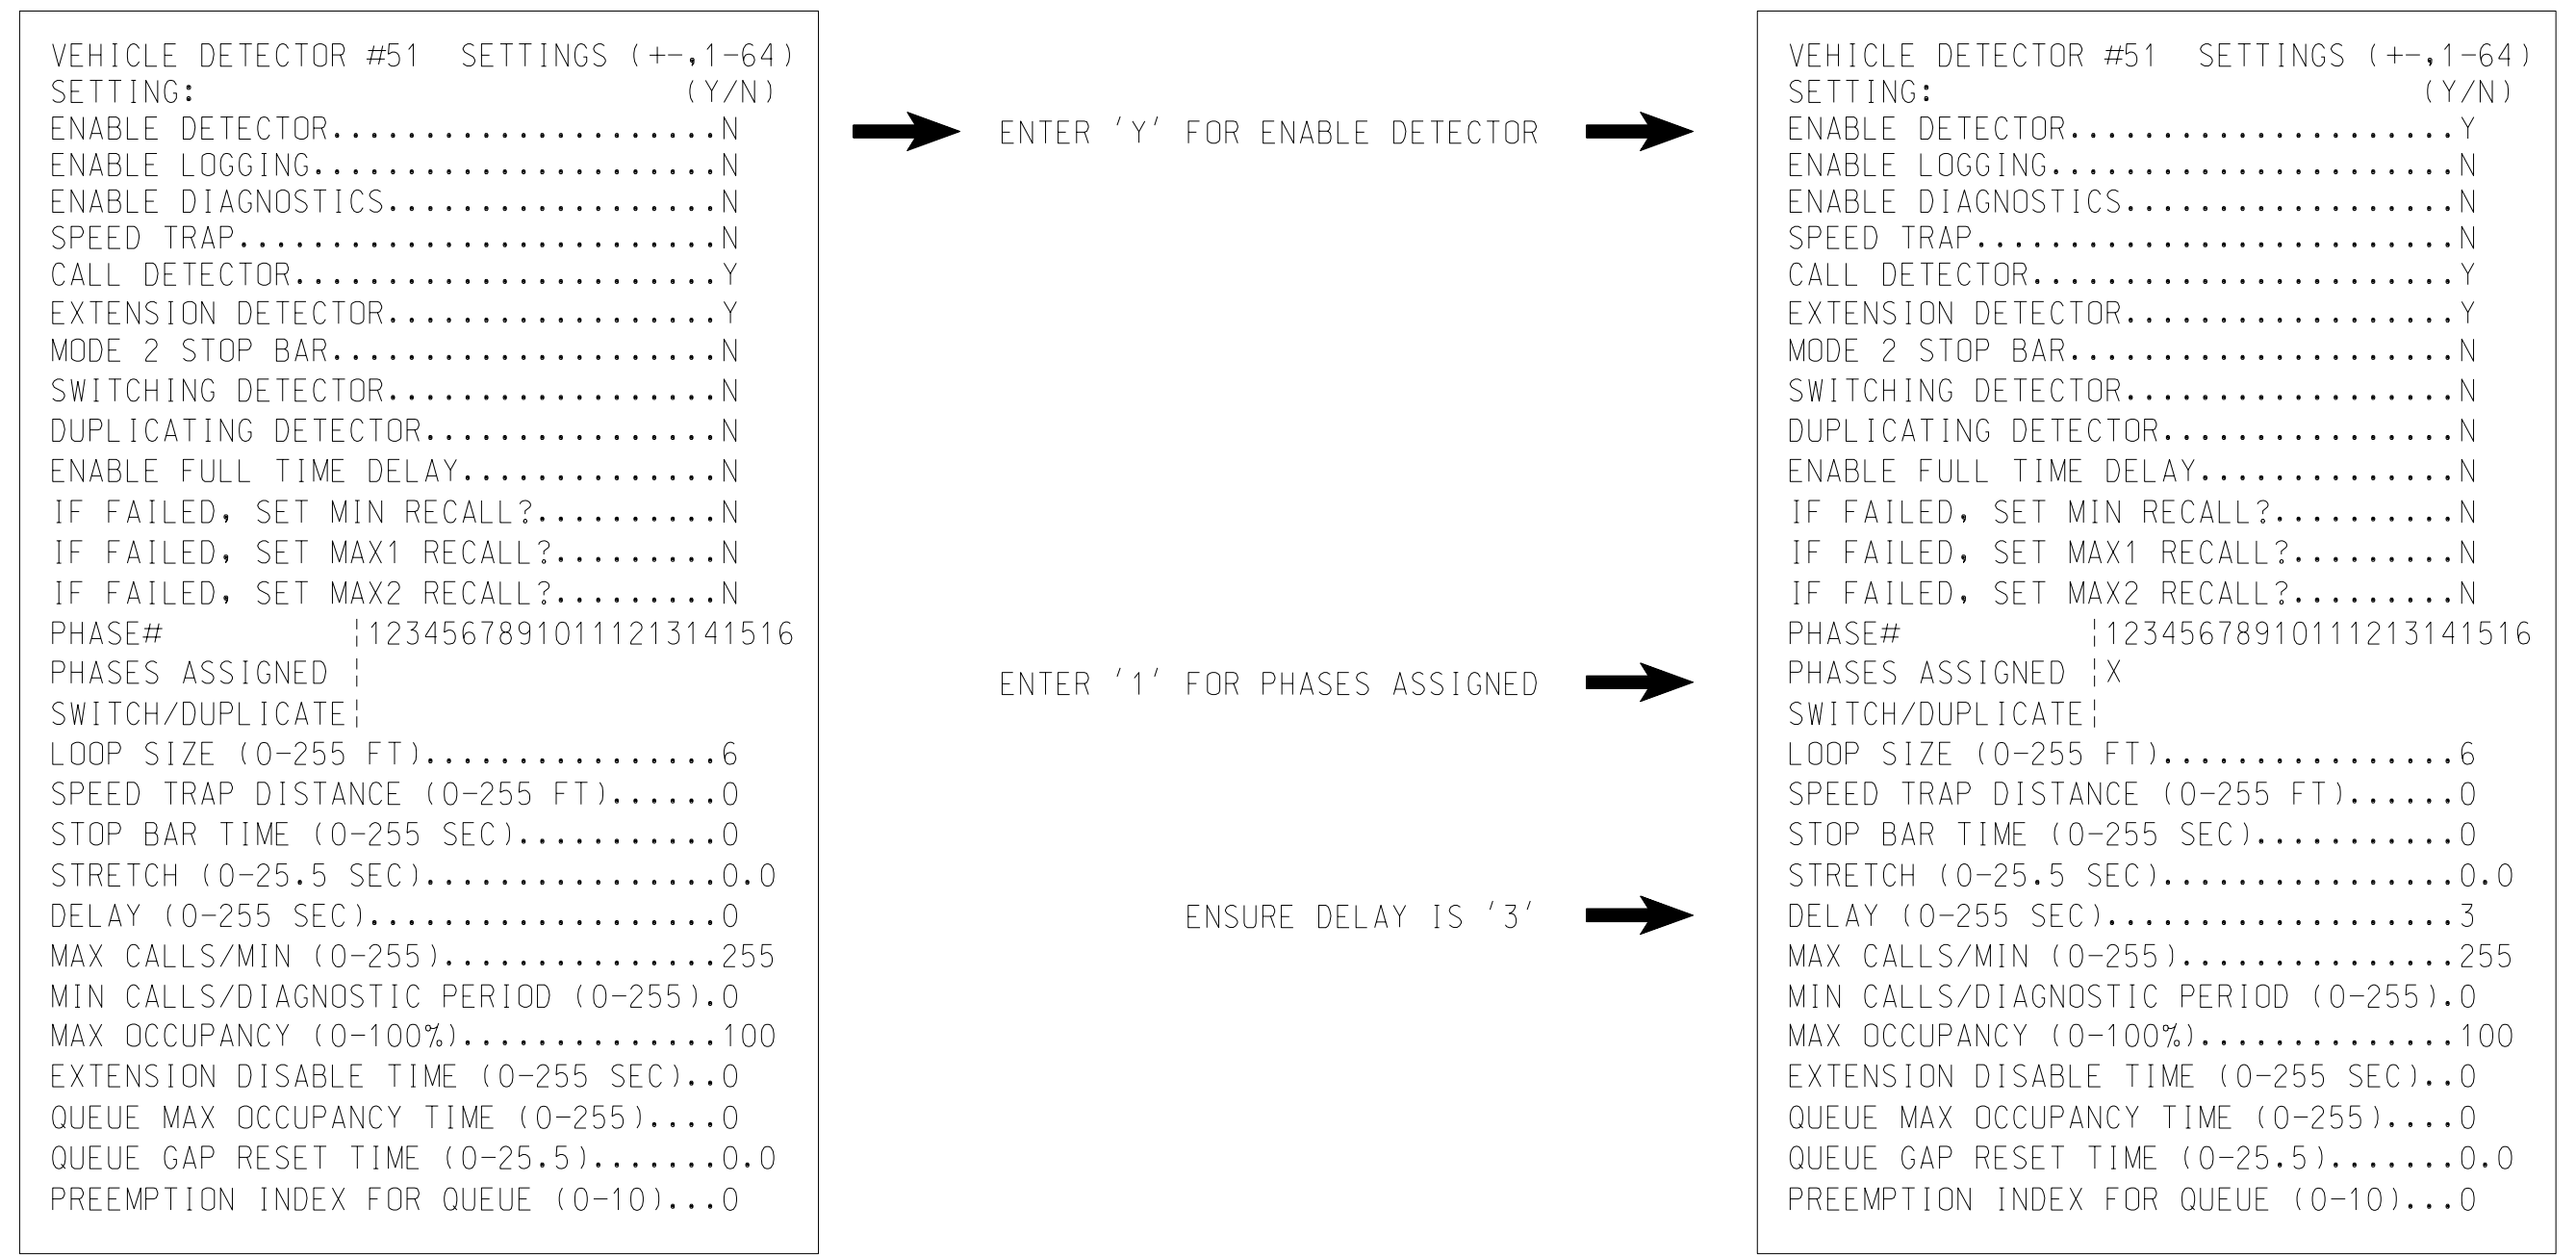 VEHICLE DETECTOR #51 SETTINGS (+-,1-64)
SETTING: (Y/N)
ENABLE DETECTOR.....................N
ENABLE LOGGING......................N
ENABLE DIAGNOSTICS..................N
SPEED TRAP..........................N
CALL DETECTOR.......................Y
EXTENSION DETECTOR..................Y
MODE 2 STOP BAR.....................N
SWITCHING DETECTOR..................N
DUPLICATING DETECTOR................N
ENABLE FULL TIME DELAY..............N
IF FAILED, SET MIN RECALL?..........N
IF FAILED, SET MAX1 RECALL?.........N
IF FAILED, SET MAX2 RECALL?.........N
PHASE# ¦12345678910111213141516
PHASES ASSIGNED ¦
SWITCH/DUPLICATE¦
LOOP SIZE (0-255 FT)................6
SPEED TRAP DISTANCE (0-255 FT)......0
STOP BAR TIME (0-255 SEC)...........0
STRETCH (0-25.5 SEC)................0.0
DELAY (0-255 SEC)...................0
MAX CALLS/MIN (0-255)...............255
MIN CALLS/DIAGNOSTIC PERIOD (0-255).0
MAX OCCUPANCY (0-100%)..............100
EXTENSION DISABLE TIME (0-255 SEC)..0
QUEUE MAX OCCUPANCY TIME (0-255)....0
QUEUE GAP RESET TIME (0-25.5).......0.0
PREEMPTION INDEX FOR QUEUE (0-10)...0
ENTER 'Y' FOR ENABLE DETECTOR
ENTER '1' FOR PHASES ASSIGNED
ENSURE DELAY IS '3'
VEHICLE DETECTOR #51 SETTINGS (+-,1-64)
SETTING: (Y/N)
ENABLE DETECTOR.....................Y
ENABLE LOGGING......................N
ENABLE DIAGNOSTICS..................N
SPEED TRAP..........................N
CALL DETECTOR.......................Y
EXTENSION DETECTOR..................Y
MODE 2 STOP BAR.....................N
SWITCHING DETECTOR..................N
DUPLICATING DETECTOR................N
ENABLE FULL TIME DELAY..............N
IF FAILED, SET MIN RECALL?..........N
IF FAILED, SET MAX1 RECALL?.........N
IF FAILED, SET MAX2 RECALL?.........N
PHASE# ¦12345678910111213141516
PHASES ASSIGNED ¦X
SWITCH/DUPLICATE¦
LOOP SIZE (0-255 FT)................6
SPEED TRAP DISTANCE (0-255 FT)......0
STOP BAR TIME (0-255 SEC)...........0
STRETCH (0-25.5 SEC)................0.0
DELAY (0-255 SEC)...................3
MAX CALLS/MIN (0-255)...............255
MIN CALLS/DIAGNOSTIC PERIOD (0-255).0
MAX OCCUPANCY (0-100%)..............100
EXTENSION DISABLE TIME (0-255 SEC)..0
QUEUE MAX OCCUPANCY TIME (0-255)....0
QUEUE GAP RESET TIME (0-25.5).......0.0
PREEMPTION INDEX FOR QUEUE (0-10)...0